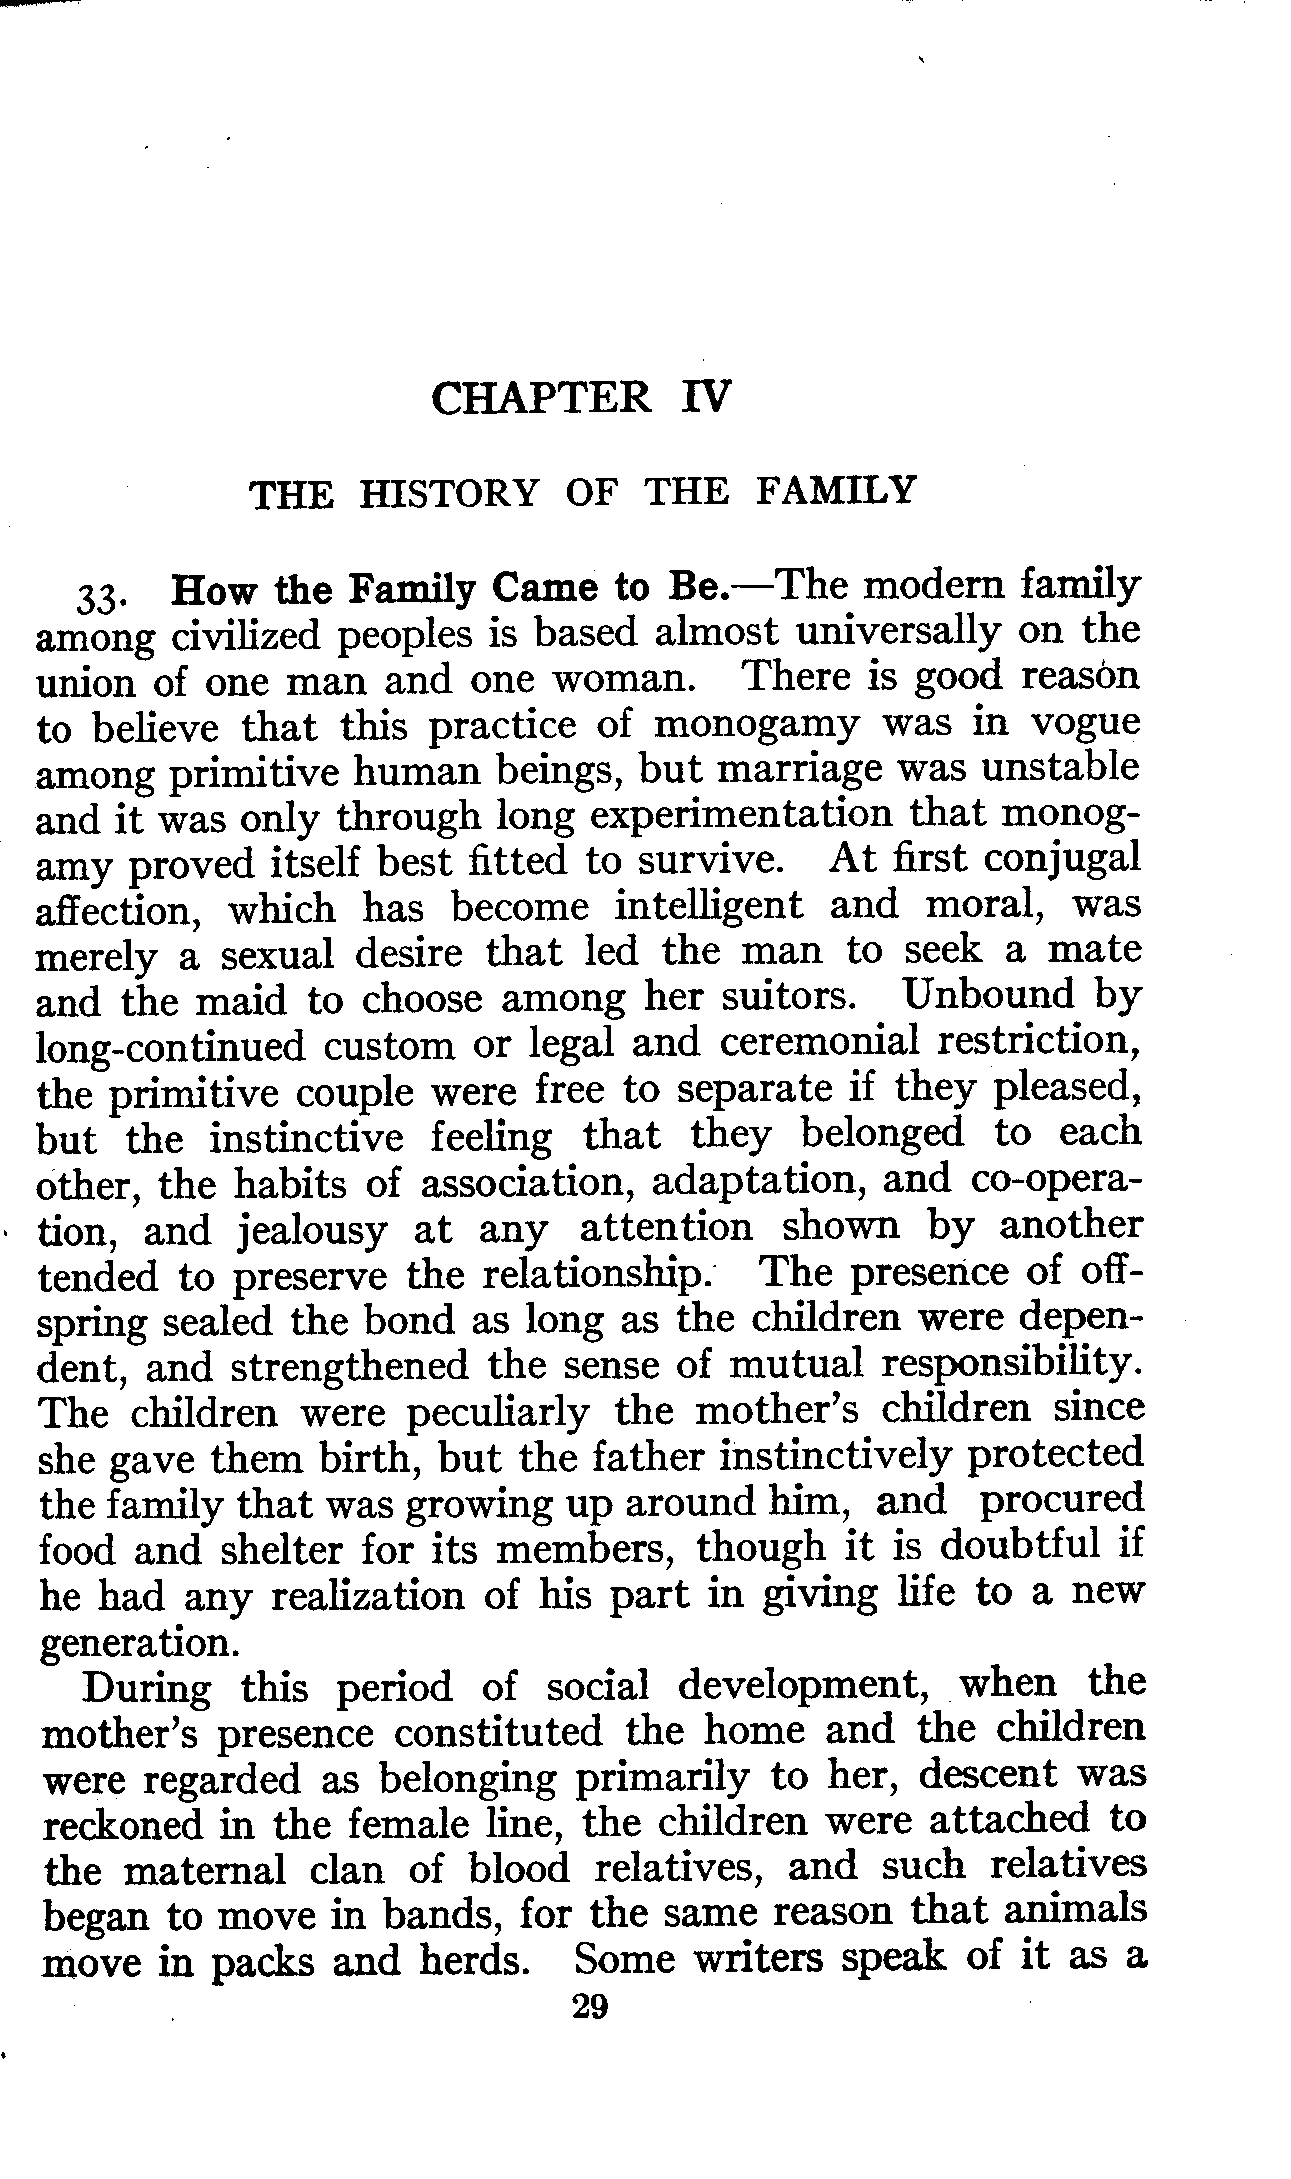 CHAPTER IV
THE HISTORY OF THE FAMILY
33. How the Family Came to Be.—The modern family
among civilized peoples is based almost universally on the
union of one man and one woman. There is good reason
to believe that this practice of monogamy was in vogue
among primitive human beings, but marriage was unstable
and it was only through long experimentation that monog-
amy proved itself best fitted to survive. At first conjugal
affection, which has become intelligent and moral, was
merely a sexual desire that led the man to seek a mate
and the maid to choose among her suitors. Unbound by
long-continued custom or legal and ceremonial restriction,
the primitive couple were free to separate if they pleased,
but the instinctive feeling that they belonged to each
other, the habits of association, adaptation, and co-opera-
tion, and jealousy at any attention shown by another
tended to preserve the relationship. The presence of off-
spring sealed the bond as long as the children were depen-
dent, and strengthened the sense of mutual responsibility.
The children were peculiarly the mother's children since
she gave them birth, but the father instinctively protected
the family that was growing up around him, and procured
food and shelter for its members, though it is doubtful if
he had any realization of his part in giving life to a new
generation.
During this period of social development, when the
mother's presence constituted the home and the children
were regarded as belonging primarily to her, descent was
reckoned in the female line, the children were attached to
the maternal clan of blood relatives, and such relatives
began to move in bands, for the same reason that animals
move in packs and herds. Some writers speak of it as a
29